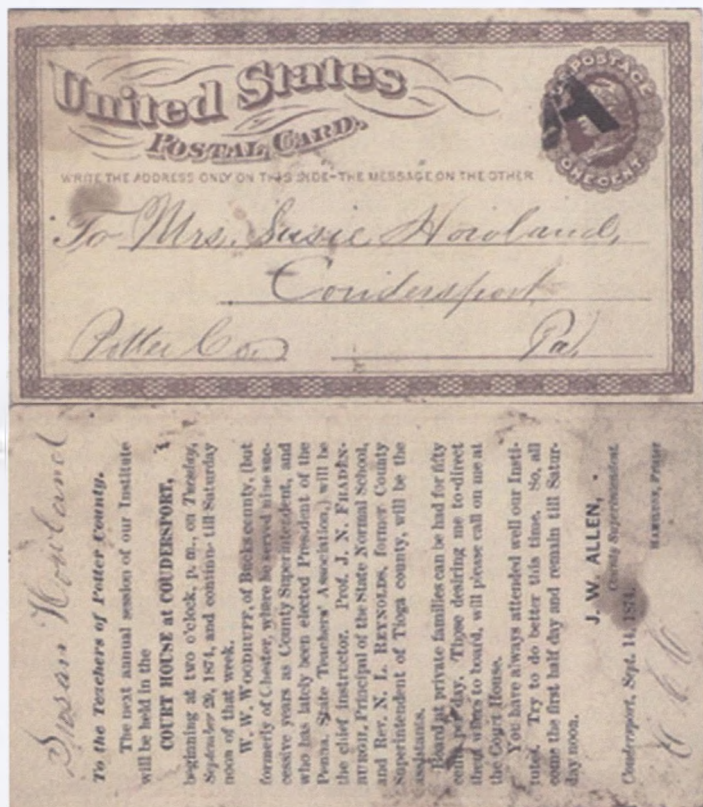 United States
POSTAL CARD.
U.S. POSTAGE
ONE CENT
WRITE THE ADDRESS ONLY ON THIS SIDE-THE MESSAGE ON THE OTHER
To Mrs. Susie Howland,
Coudersport
Potter Co. Pa.
Susan Howland
To the Teachers of Potter County.
The next annual session of our Institute
will be held in the
COURT HOUSE at COUDERSPORT,
beginning at two o'clock, p. m., on Tuesday,
September 29, 1874, and continue till Saturday
noon of that week.
W. W. WOODRUFF, of Bucks county, (but
formerly of Chester, where he served nine suc-
cessive years as County Superintendent, and
who has lately been elected President of the
Penna. State Teachers' Association,) will be
the chief instructor. Prof. J. N. FRADEN-
BURGH, Principal of the State Normal School,
and Rev. N. L. REYNOLDS, former County
Superintendent of Tioga county, will be the
assistants.
Board at private families can be had for fifty
cents per day. Those desiring me to direct
them where to board, will please call on me at
the Court House.
You have always attended well our Insti-
tutes. Try to do better this time. So, all
come the first half day and remain till Satur-
day noon.
J. W. ALLEN,
County Superintendent.
Coudersport, Sept. 14, 1874.